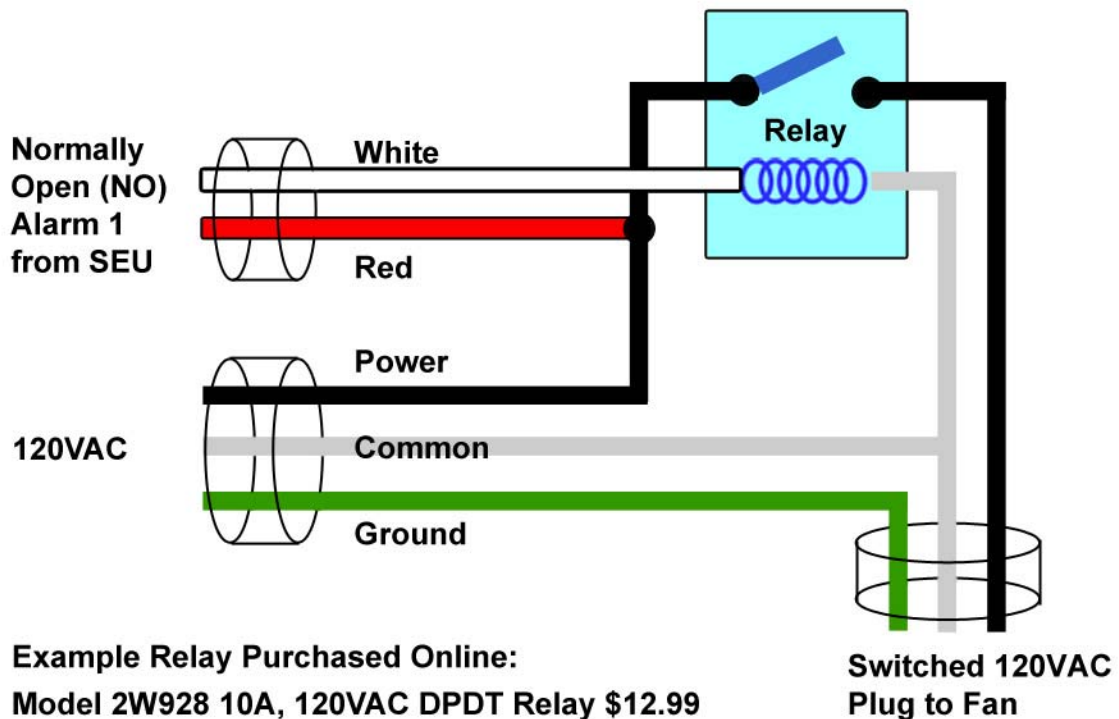 Normally
Open (NO)
Alarm 1
from SEU
White
Red
Relay
Power
120VAC
Common
Ground
Example Relay Purchased Online:
Model 2W928 10A, 120VAC DPDT Relay $12.99
Switched 120VAC
Plug to Fan